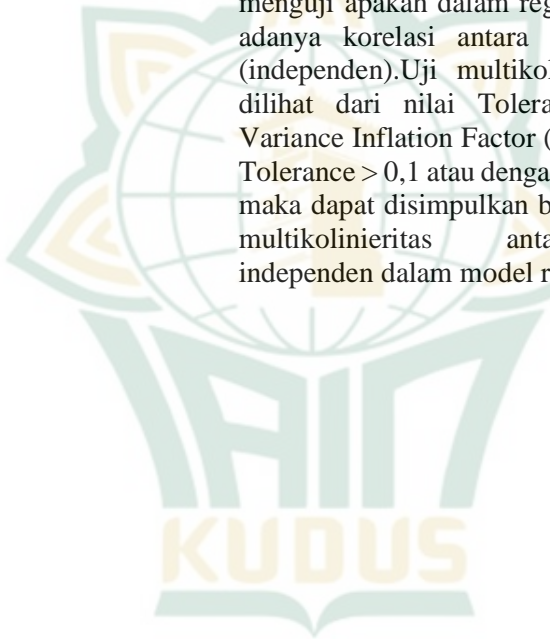 menguji apakah dalam reg
adanya korelasi antara
(independen).Uji multikol
dilihat dari nilai Tolera
Variance Inflation Factor (
Tolerance > 0,1 atau denga
maka dapat disimpulkan b
multikolinieritas anta
independen dalam model r
IAIN
KUDUS